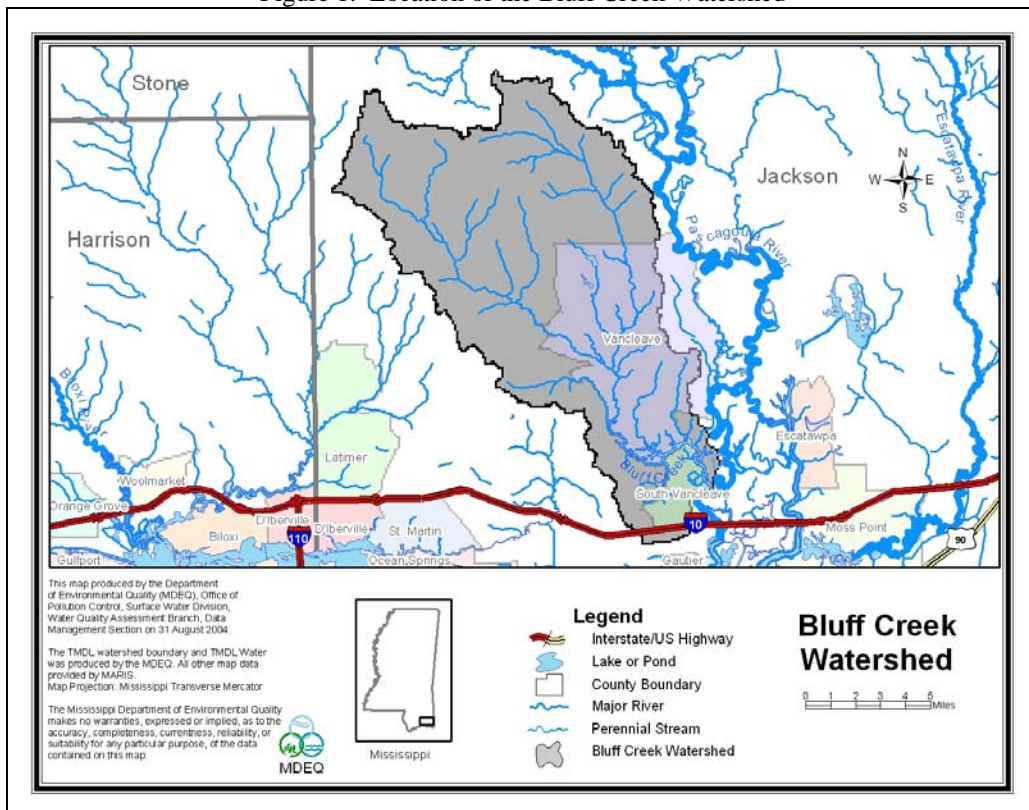 Figure 1. Location of the Bluff Creek Watershed
Stone
Harrison
Jackson
N
W E
S
Escatawpa River
Pascagoula River
Vancleave
Biloxi River
Latimer
Escatawpa
Woolmarket
Bluff Creek
South Vancleave
Orange Grove
D'Iberville
D'Iberville
St. Martin
10
Moss Point
Biloxi
110
90
Gulfport
Ocean Springs
Gautier
This map produced by the Department
of Environmental Quality (MDEQ), Office of
Pollution Control, Surface Water Division,
Water Quality Assessment Branch, Data
Management Section on 31 August 2004.
The TMDL watershed boundary and TMDL Water
was produced by the MDEQ. All other map data
provided by MARIS.
Map Projection: Mississippi Transverse Mercator
The Mississippi Department of Environmental Quality
makes no warranties, expressed or implied, as to the
accuracy, completeness, currentness, reliability, or
suitability for any particular purpose, of the data
contained on this map.
MDEQ
Mississippi
Legend
Interstate/US Highway
Lake or Pond
County Boundary
Major River
Perennial Stream
Bluff Creek Watershed
Bluff Creek
Watershed
0 1 2 3 4 5
Miles